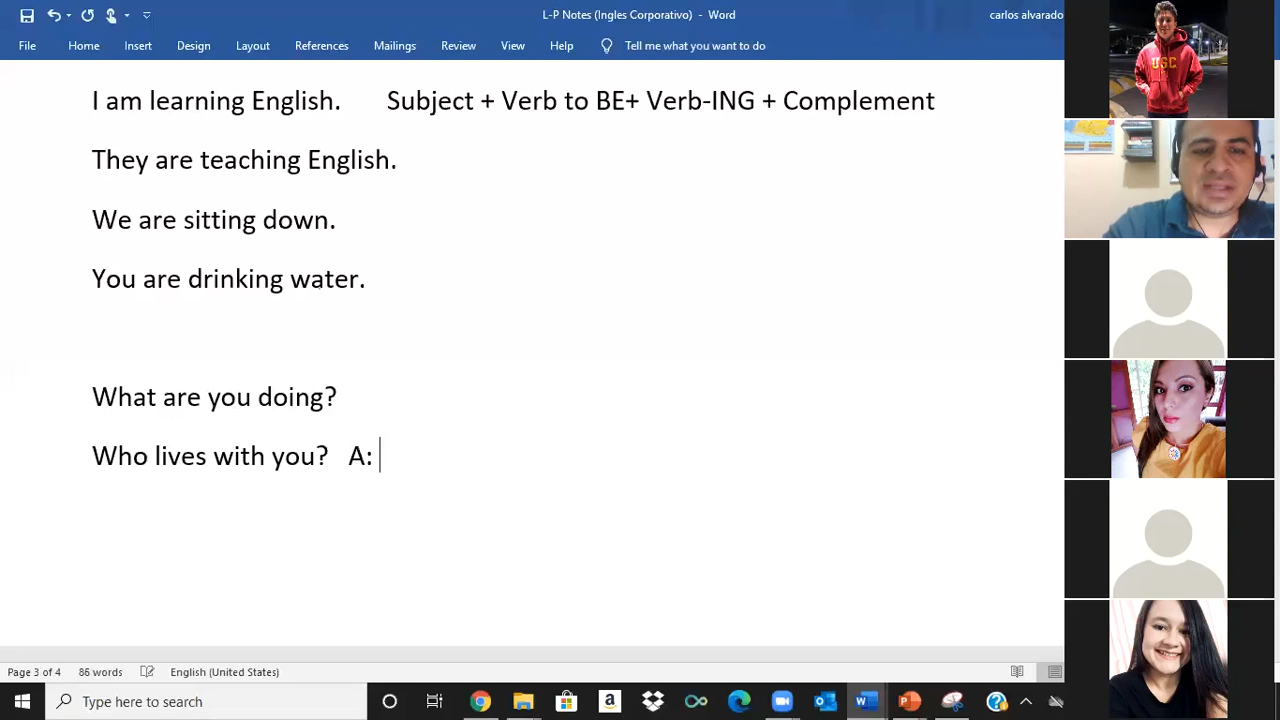 L-P Notes (Ingles Corporativo) - Word
carlos alvarado
File Home Insert Design Layout References Mailings Review View Help Tell me what you want to do
I am learning English. Subject + Verb to BE+ Verb-ING + Complement
They are teaching English.
We are sitting down.
You are drinking water.
What are you doing?
Who lives with you? A:
USC
Page 3 of 4 86 words English (United States)
Type here to search